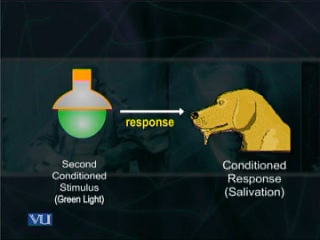 response
Second
Conditioned
Stimulus
(Green Light)
Conditioned
Response
(Salivation)
VU